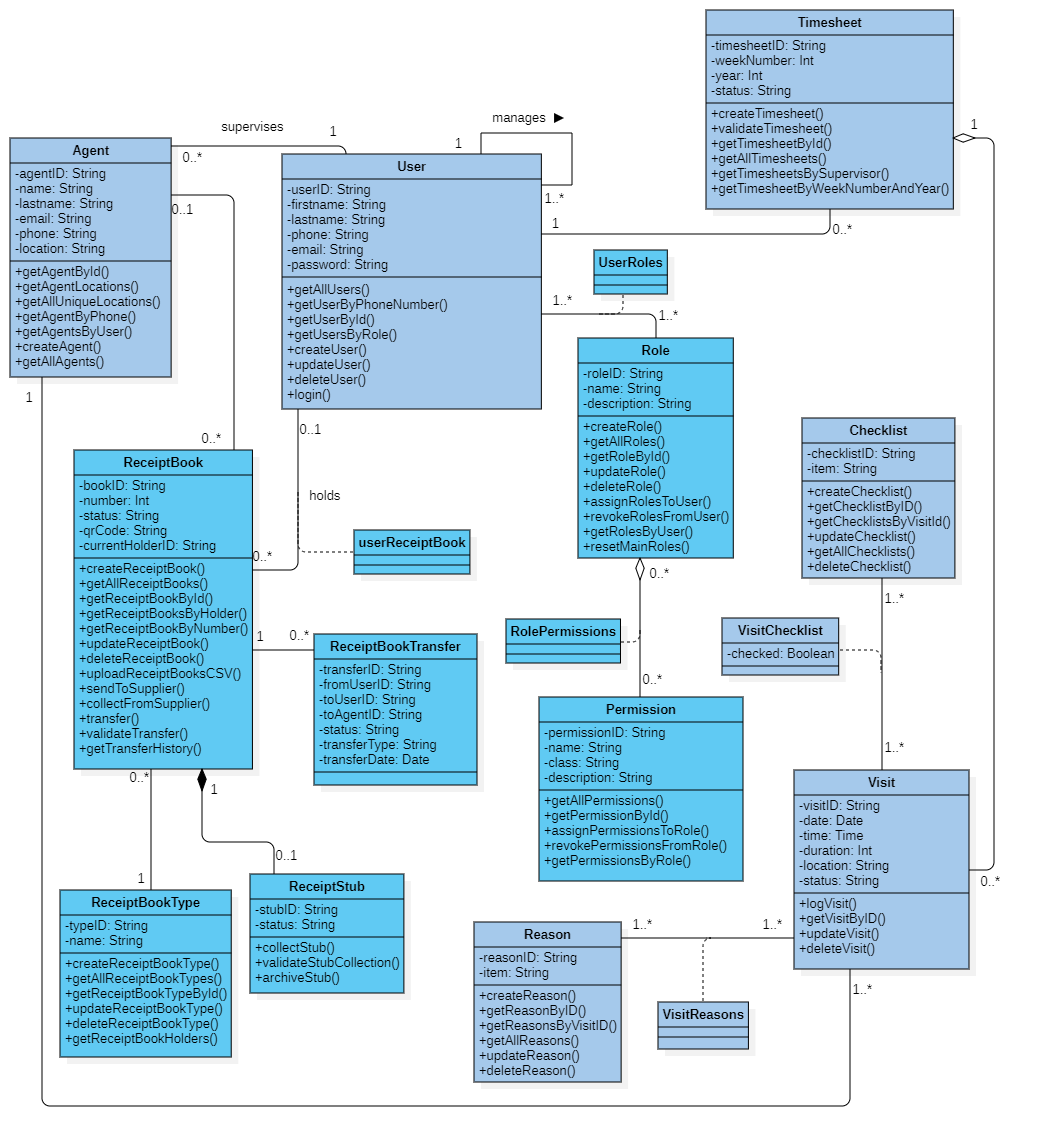 Timesheet
-timesheetID: String
-weekNumber: Int
-year: Int
-status: String
+createTimesheet()
+validateTimesheet()
+getTimesheetById()
+getAllTimesheets()
+getTimesheetsBySupervisor()
+getTimesheetByWeekNumberAndYear()
1
0..*
manages ►
1
1..*
supervises
1
0..*
Agent
-agentID: String
-name: String
-lastname: String
-email: String
-phone: String
-location: String
+getAgentById()
+getAgentLocations()
+getAllUniqueLocations()
+getAgentByPhone()
+getAgentsByUser()
+createAgent()
+getAllAgents()
0..1
1
User
-userID: String
-firstname: String
-lastname: String
-phone: String
-email: String
-password: String
+getAllUsers()
+getUserByPhoneNumber()
+getUserById()
+getUsersByRole()
+createUser()
+updateUser()
+deleteUser()
+login()
1
1..*
1..*
0..1
holds
UserRoles
Role
-roleID: String
-name: String
-description: String
+createRole()
+getAllRoles()
+getRoleById()
+updateRole()
+deleteRole()
+assignRolesToUser()
+revokeRolesFromUser()
+getRolesByUser()
+resetMainRoles()
0..*
Checklist
-checklistID: String
-item: String
+createChecklist()
+getChecklistByID()
+getChecklistsByVisitId()
+updateChecklist()
+getAllChecklists()
+deleteChecklist()
1..*
0..*
ReceiptBook
-bookID: String
-number: Int
-status: String
-qrCode: String
-currentHolderID: String
+createReceiptBook()
+getAllReceiptBooks()
+getReceiptBookById()
+getReceiptBooksByHolder()
+getReceiptBookByNumber()
+updateReceiptBook()
+deleteReceiptBook()
+uploadReceiptBooksCSV()
+sendToSupplier()
+collectFromSupplier()
+transfer()
+validateTransfer()
+getTransferHistory()
0..*
userReceiptBook
1
0..*
ReceiptBookTransfer
-transferID: String
-fromUserID: String
-toUserID: String
-toAgentID: String
-status: String
-transferType: String
-transferDate: Date
RolePermissions
VisitChecklist
-checked: Boolean
0..*
Permission
-permissionID: String
-name: String
-class: String
-description: String
+getAllPermissions()
+getPermissionById()
+assignPermissionsToRole()
+revokePermissionsFromRole()
+getPermissionsByRole()
1..*
Visit
-visitID: String
-date: Date
-time: Time
-duration: Int
-location: String
-status: String
+logVisit()
+getVisitByID()
+updateVisit()
+deleteVisit()
0..*
0..*
1
0..1
1
ReceiptBookType
-typeID: String
-name: String
+createReceiptBookType()
+getAllReceiptBookTypes()
+getReceiptBookTypeById()
+updateReceiptBookType()
+deleteReceiptBookType()
+getReceiptBookHolders()
ReceiptStub
-stubID: String
-status: String
+collectStub()
+validateStubCollection()
+archiveStub()
Reason
-reasonID: String
-item: String
+createReason()
+getReasonByID()
+getReasonsByVisitID()
+getAllReasons()
+updateReason()
+deleteReason()
1..*
1..*
VisitReasons
1..*